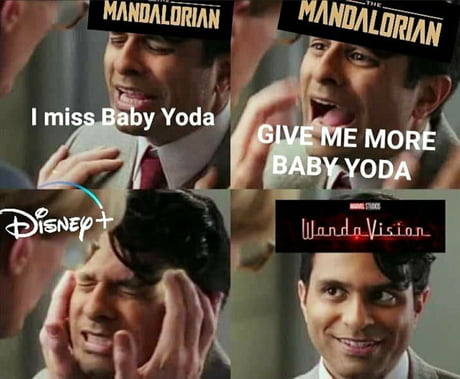 THE
MANDALORIAN
THE
MANDALORIAN
I miss Baby Yoda
GIVE ME MORE
BABY YODA
Disney+
MARVEL STUDIOS
WandaVision